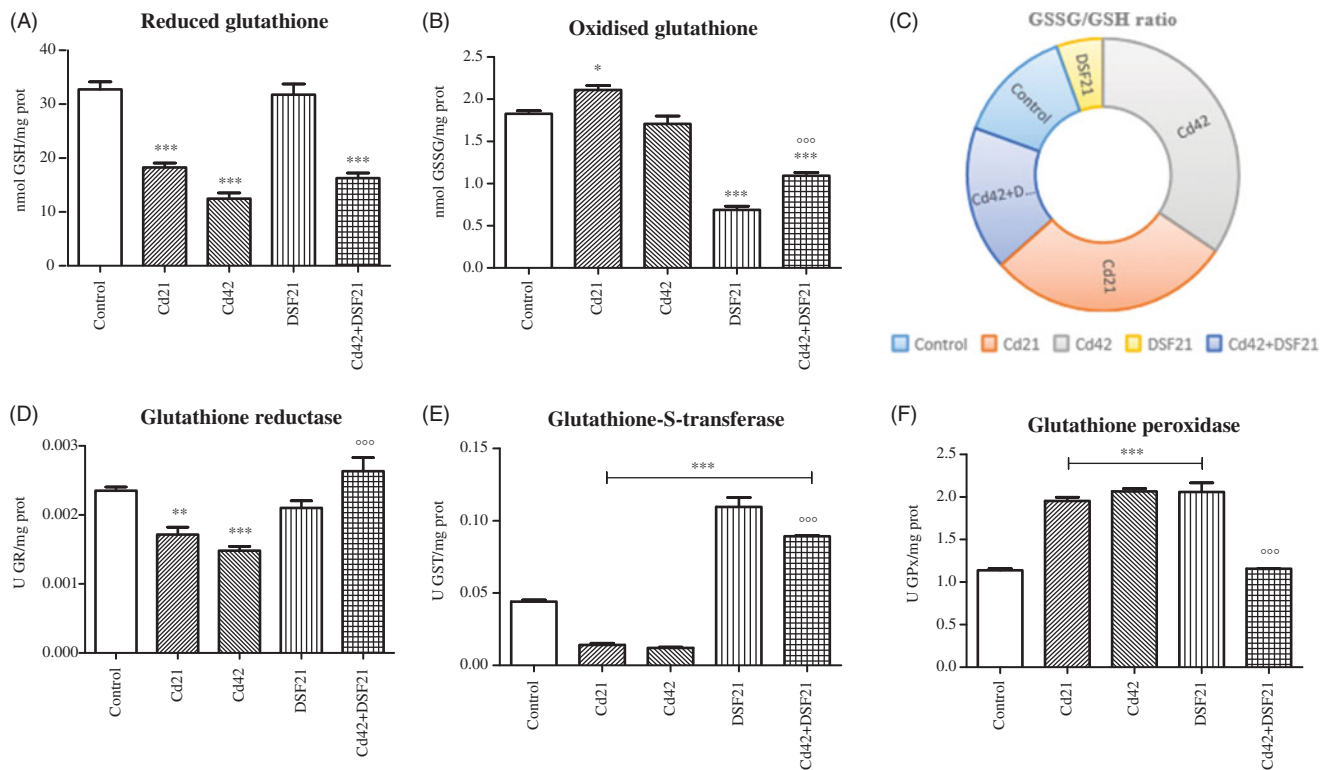 (A)
Reduced glutathione
nmol GSH/mg prot
40
30
20
10
0
***
***
***
Control
Cd21
Cd42
DSF21
Cd42+DSF21
(B)
Oxidised glutathione
nmol GSSG/mg prot
2.5
2.0
1.5
1.0
0.5
0.0
*
***
°°°
***
Control
Cd21
Cd42
DSF21
Cd42+DSF21
(C)
GSSG/GSH ratio
DSF21
Control
Cd42
Cd42+D...
Cd21
Control Cd21 Cd42 DSF21 Cd42+DSF21
(D)
Glutathione reductase
U GR/mg prot
0.003
0.002
0.001
0.000
**
***
°°°
Control
Cd21
Cd42
DSF21
Cd42+DSF21
(E)
Glutathione-S-transferase
U GST/mg prot
0.15
0.10
0.05
0.00
***
°°°
Control
Cd21
Cd42
DSF21
Cd42+DSF21
(F)
Glutathione peroxidase
U GPx/mg prot
2.5
2.0
1.5
1.0
0.5
0.0
***
°°°
Control
Cd21
Cd42
DSF21
Cd42+DSF21